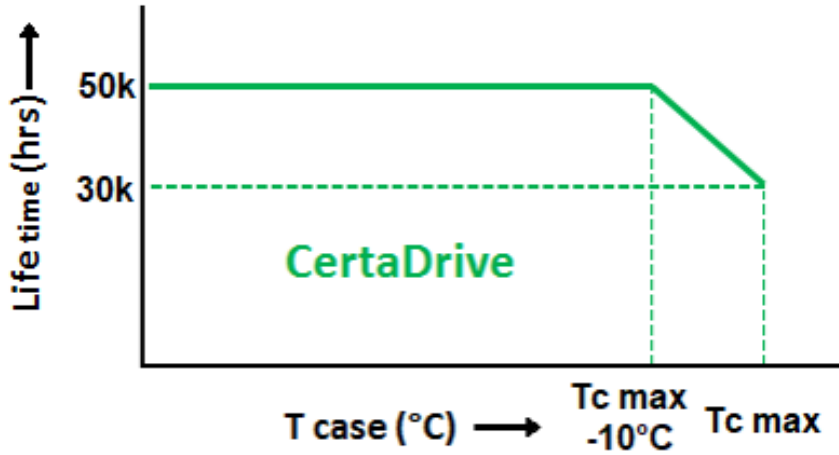 Life time (hrs)
50k
30k
CertaDrive
T case (°C)
Tc max
-10°C
Tc max